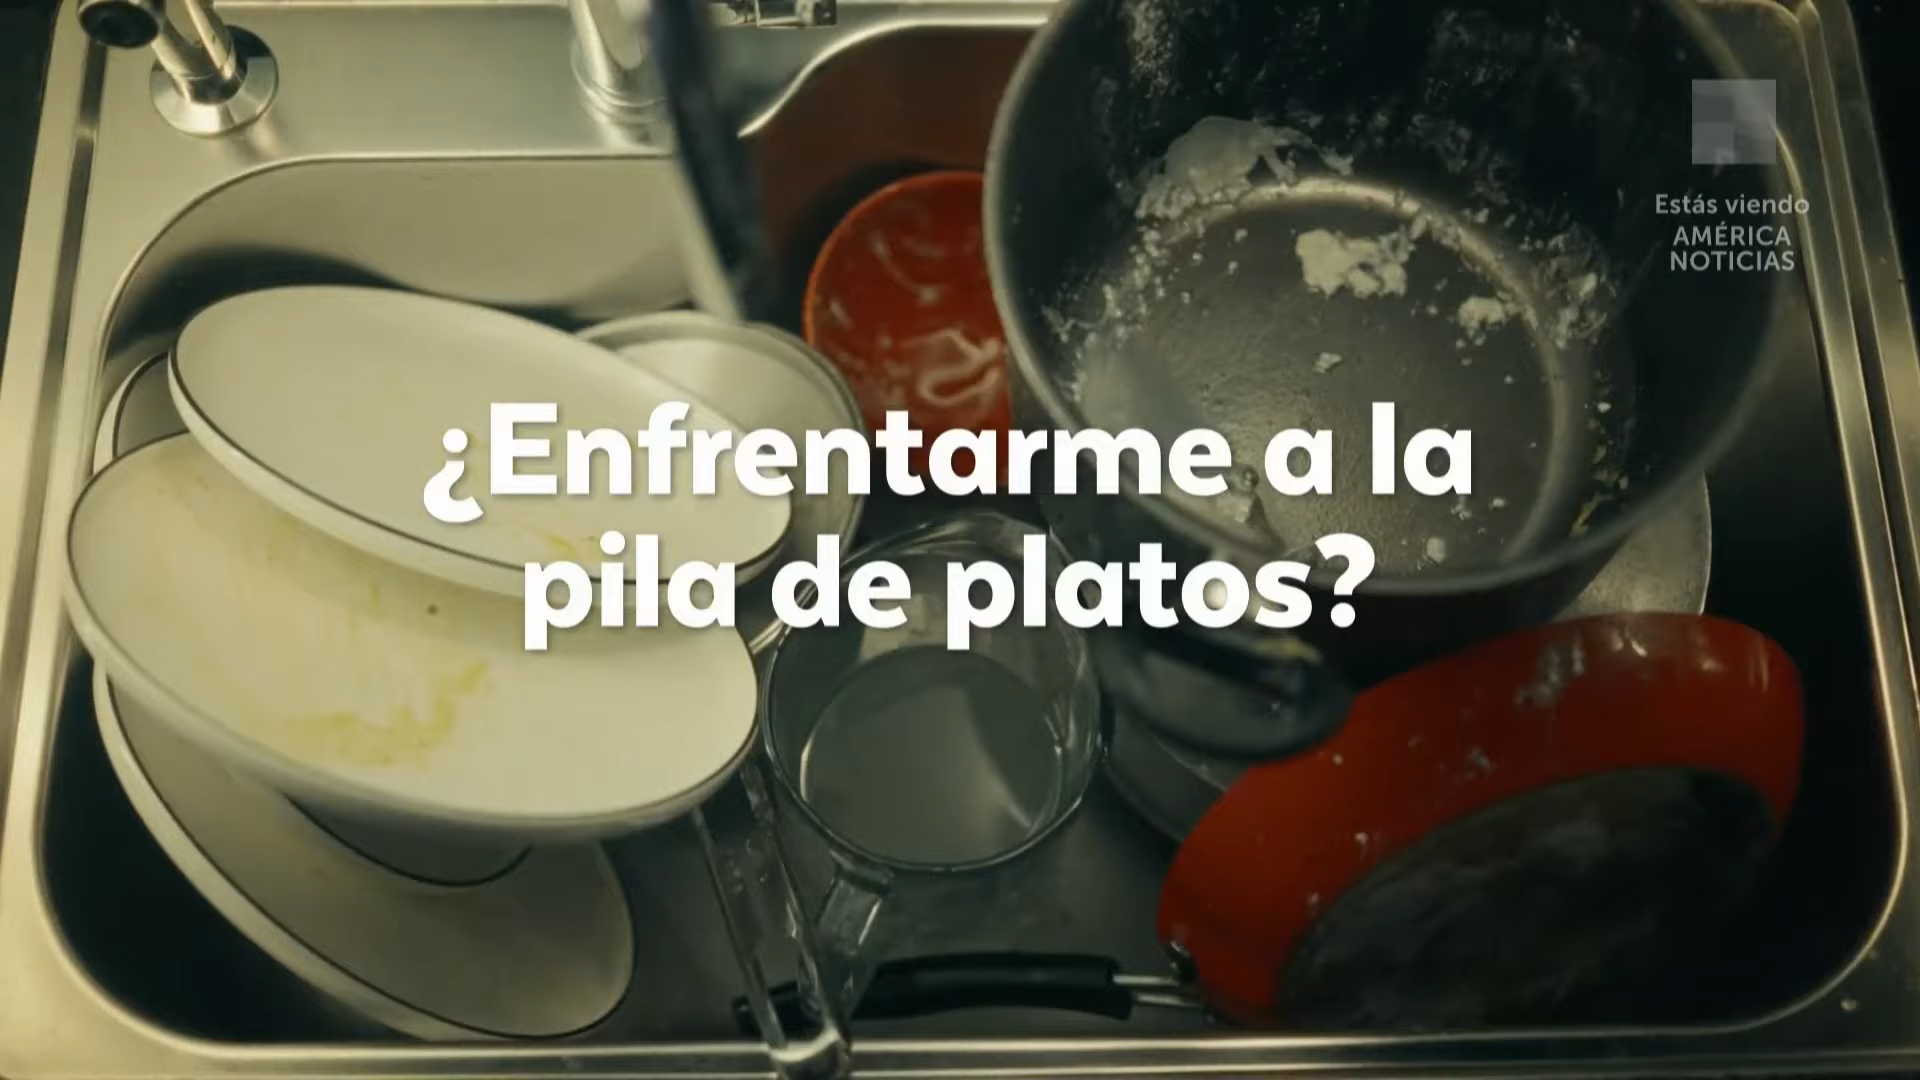 Estás viendo
AMÉRICA
NOTICIAS
¿Enfrentarme a la
pila de platos?